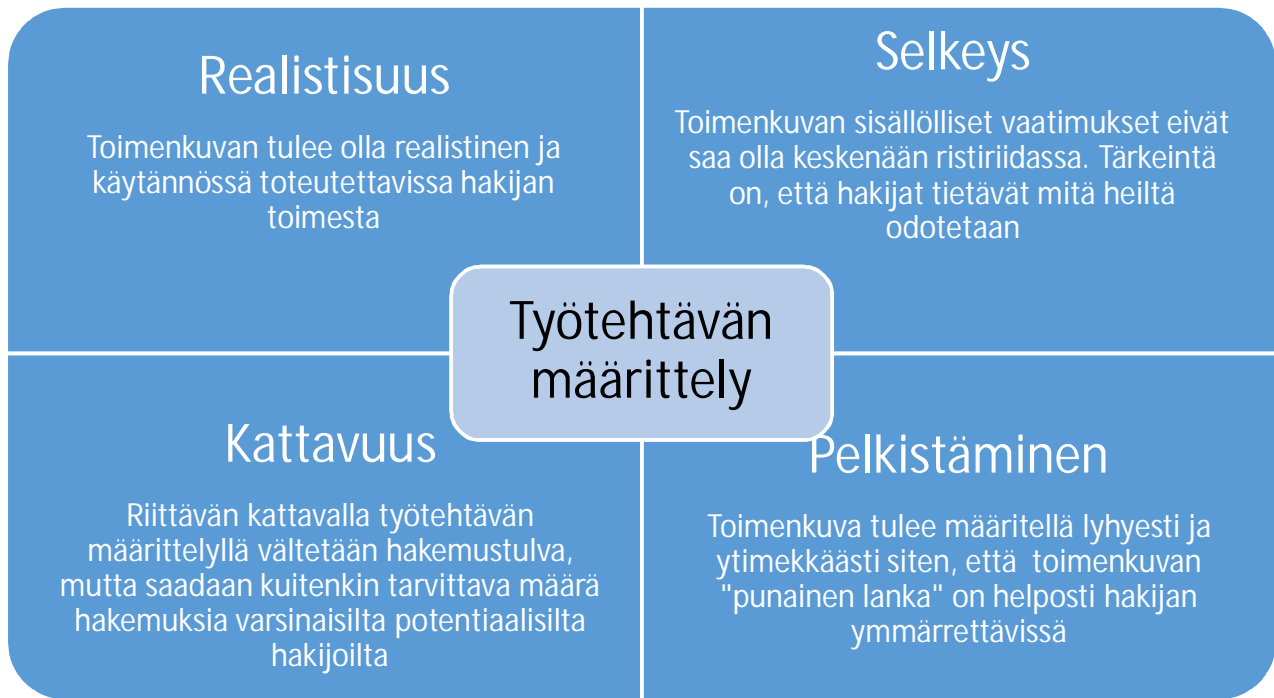 Realistisuus
Toimenkuvan tulee olla realistinen ja
käytännössä toteutettavissa hakijan
toimesta
Selkeys
Toimenkuvan sisällölliset vaatimukset eivät
saa olla keskenään ristiriidassa. Tärkeintä
on, että hakijat tietävät mitä heiltä
odotetaan
Työtehtävän
määrittely
Kattavuus
Riittävän kattavalla työtehtävän
määrittelyllä vältetään hakemustulva,
mutta saadaan kuitenkin tarvittava määrä
hakemuksia varsinaisilta potentiaalisilta
hakijoilta
Pelkistäminen
Toimenkuva tulee määritellä lyhyesti ja
ytimekkäästi siten, että  toimenkuvan
"punainen lanka" on helposti hakijan
ymmärrettävissä